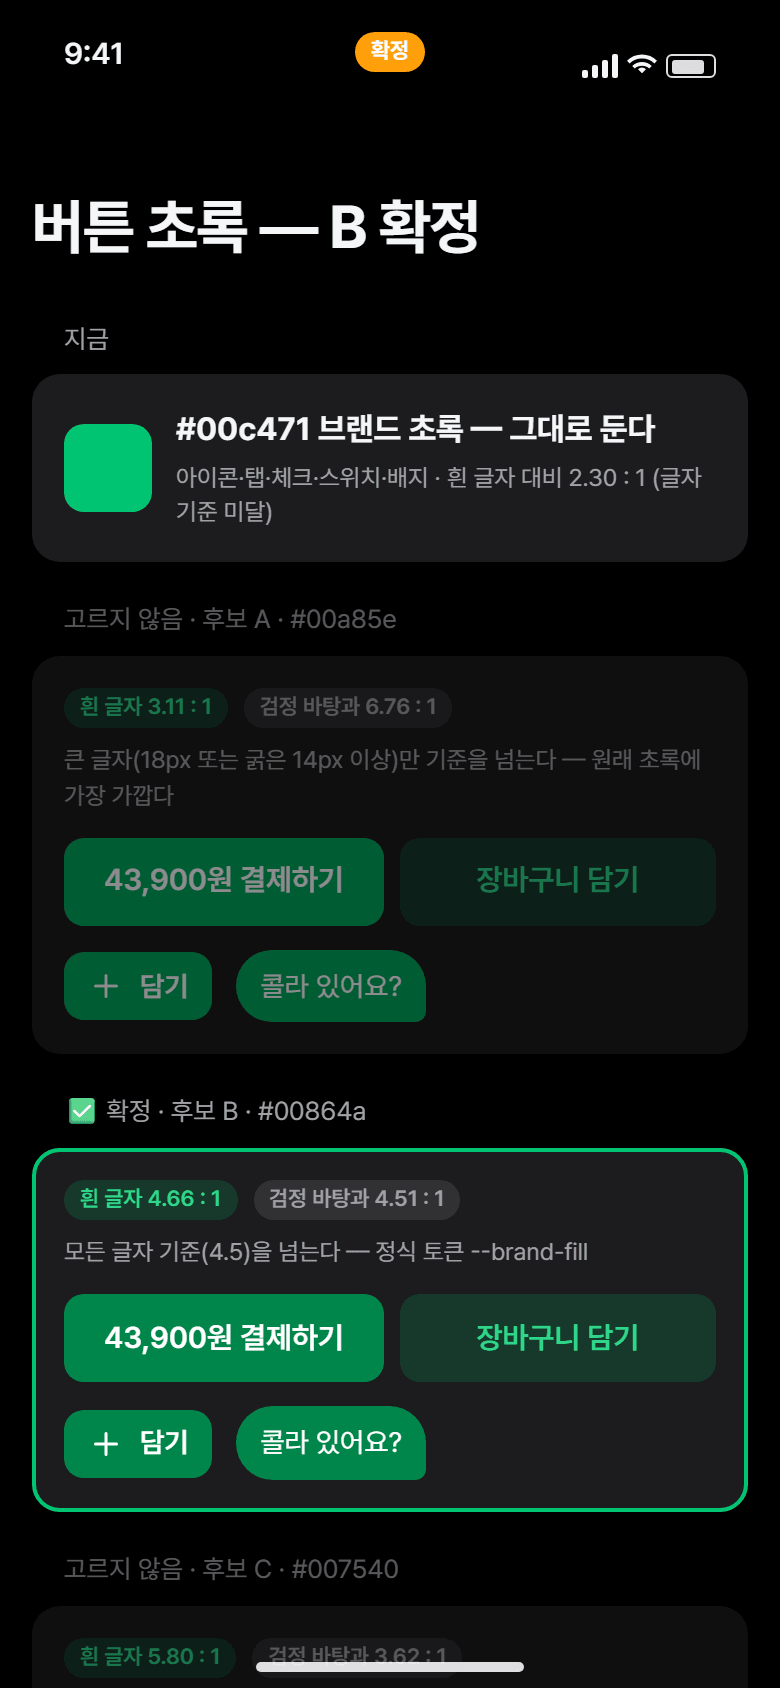 9:41
확정
버튼 초록 — B 확정
지금
#00c471 브랜드 초록 — 그대로 둔다
아이콘·탭·체크·스위치·배지 · 흰 글자 대비 2.30 : 1 (글자
기준 미달)
고르지 않음 · 후보 A · #00a85e
흰 글자 3.11 : 1
검정 바탕과 6.76 : 1
큰 글자(18px 또는 굵은 14px 이상)만 기준을 넘는다 — 원래 초록에
가장 가깝다
43,900원 결제하기
장바구니 담기
+ 담기
콜라 있어요?
✅ 확정 · 후보 B · #00864a
흰 글자 4.66 : 1
검정 바탕과 4.51 : 1
모든 글자 기준(4.5)을 넘는다 — 정식 토큰 --brand-fill
43,900원 결제하기
장바구니 담기
+ 담기
콜라 있어요?
고르지 않음 · 후보 C · #007540
흰 글자 5.80 : 1
검정 바탕과 3.62 : 1